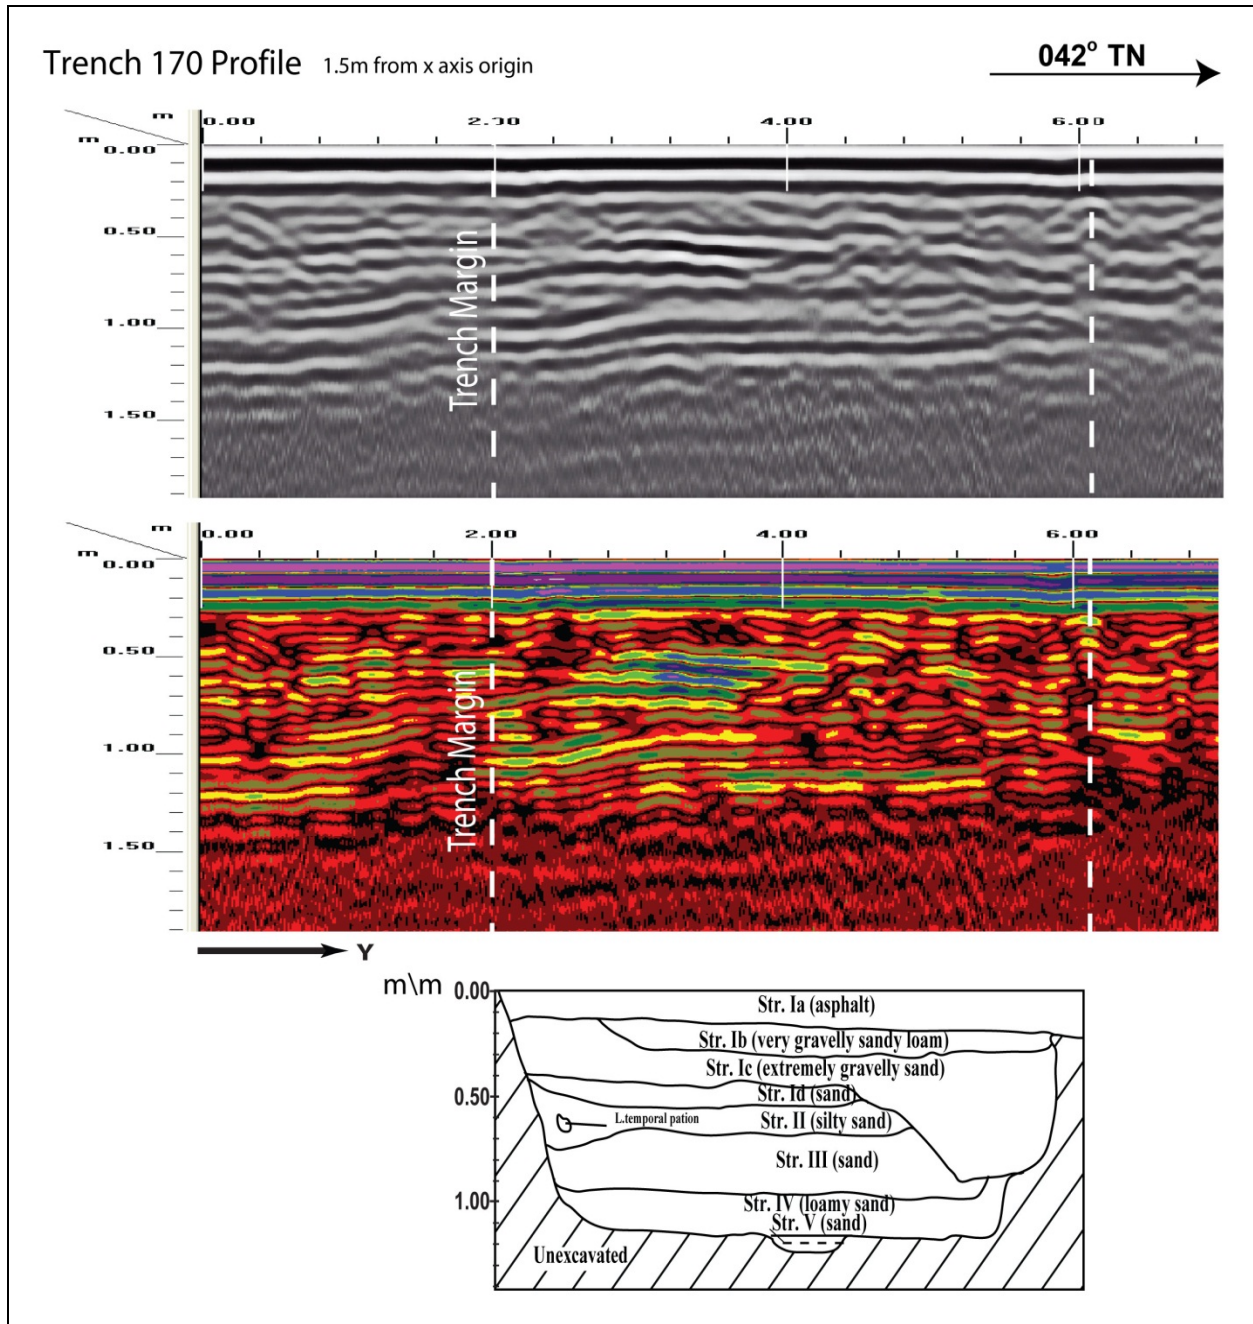 Trench 170 Profile 1.5m from x axis origin
042° TN
m 0.00 2.00 4.00 6.00
m
0.00
0.50
1.00
1.50
Trench Margin
m 0.00 2.00 4.00 6.00
m
0.00
0.50
1.00
1.50
Trench Margin
Y
m\m
0.00
0.50
1.00
Str. Ia (asphalt)
Str. Ib (very gravelly sandy loam)
Str. Ic (extremely gravelly sand)
Str. Id (sand)
L.temporal pation
Str. II (silty sand)
Str. III (sand)
Str. IV (loamy sand)
Str. V (sand)
Unexcavated